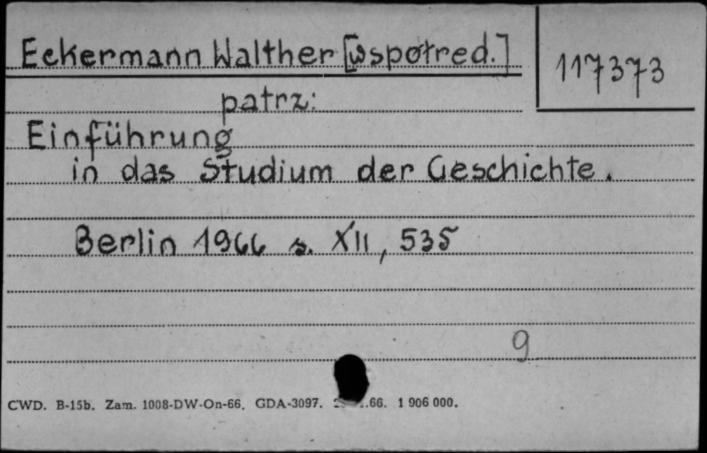 Eckermann Walther [współred.]
117373
patrz:
Einführung
in das Studium der Geschichte.
Berlin 1966 s. XII, 535
9
CWD. B-15b. Zam. 1008-DW-On-66. GDA-3097. .66. 1 906 000.